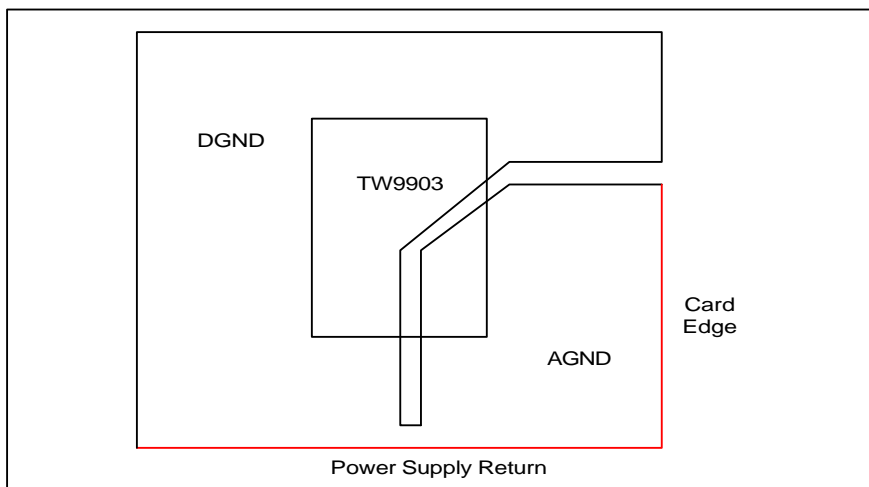 DGND
TW9903
Card
Edge
AGND
Power Supply Return